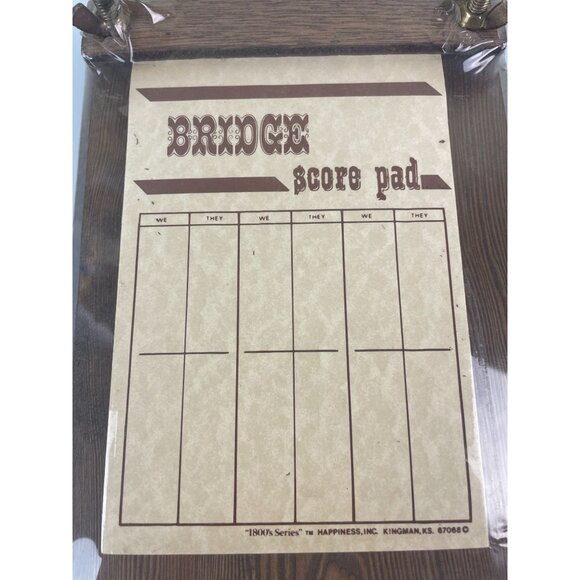 BRIDGE
score pad
WE THEY WE THEY WE THEY
"1800's Series" TM HAPPINESS, INC. KINGMAN, KS. 67068 ©